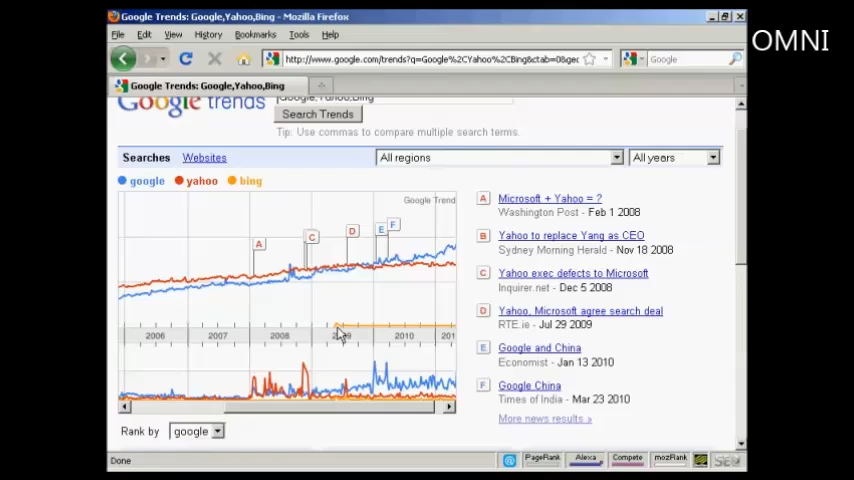 Google Trends: Google,Yahoo,Bing - Mozilla Firefox
OMNI
File Edit View History Bookmarks Tools Help
http://www.google.com/trends?q=Google%2CYahoo%2CBing&ctab=0&geo
Google
Google Trends: Google,Yahoo,Bing
Google trends
Google,Yahoo,Bing
Search Trends
Tip: Use commas to compare multiple search terms.
Searches Websites
All regions
All years
google yahoo bing
Google Trend
A Microsoft + Yahoo = ?
Washington Post - Feb 1 2008
B Yahoo to replace Yang as CEO
Sydney Morning Herald - Nov 18 2008
C Yahoo exec defects to Microsoft
Inquirer.net - Dec 5 2008
D Yahoo, Microsoft agree search deal
RTE.ie - Jul 29 2009
E Google and China
Economist - Jan 13 2010
F Google China
Times of India - Mar 23 2010
More news results »
A C D E F
2006 2007 2008 2009 2010 201
Rank by google
Done
PageRank Alexa Compete mozRank